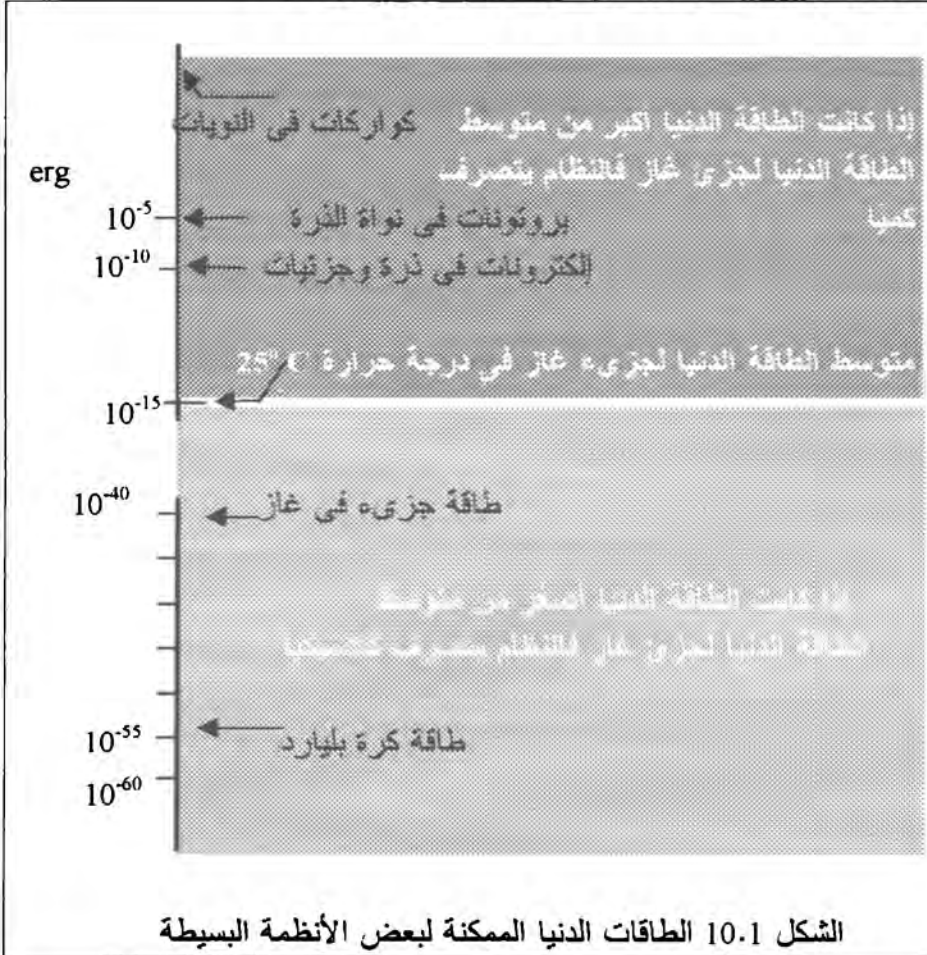 إذا كانت الطاقة الدنيا اكبر من متوسط
الطاقة الدنيا لجزئ غاز فالنظام يتصرف
كميا
كواركات في النويات
erg
10⁻⁵
بروتونات في نواة الذرة
10⁻¹⁰
إلكترونات في ذرة وجزئيات
متوسط الطاقة الدنيا لجزيء غاز في درجة حرارة 25° C
10⁻¹⁵
10⁻⁴⁰
طاقة جزيء في غاز
إذا كانت الطاقة الدنيا أصغر من متوسط
الطاقة الدنيا لجزئ غاز فالنظام يتصرف كلاسيكيا
10⁻⁵⁵
طاقة كرة بليارد
10⁻⁶⁰
الشكل 10.1 الطاقات الدنيا الممكنة لبعض الأنظمة البسيطة